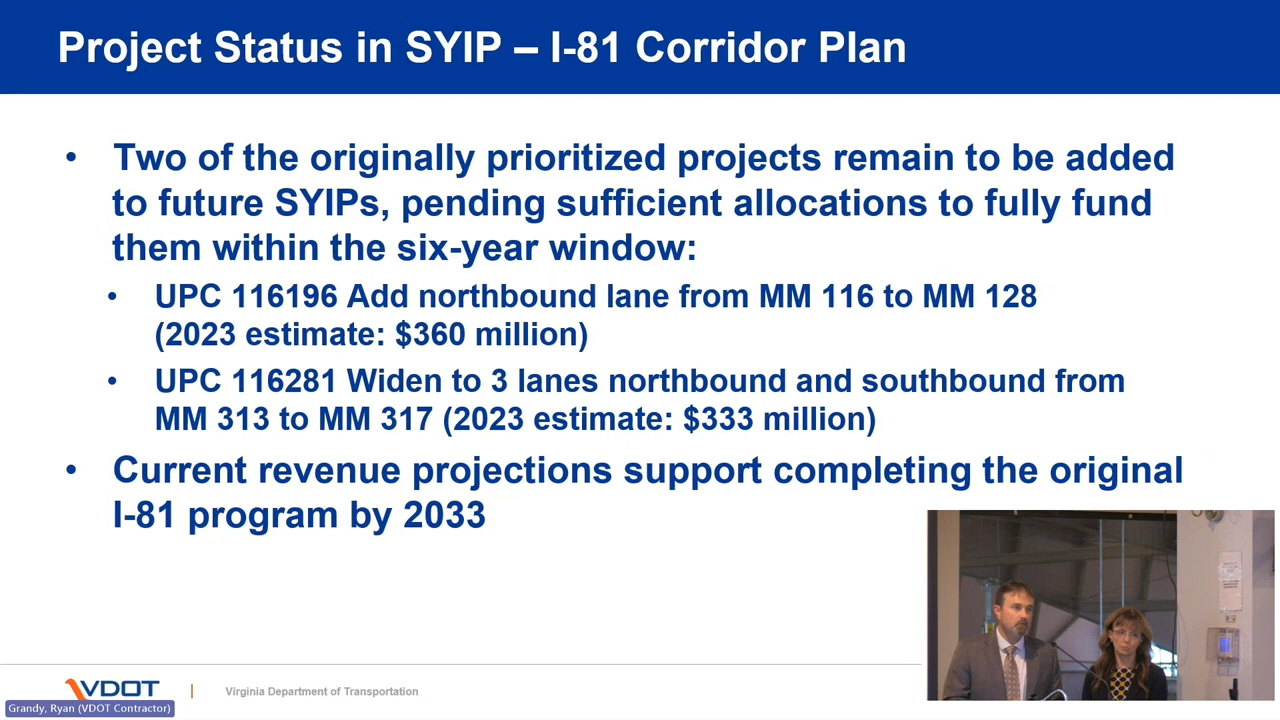 Project Status in SYIP – I-81 Corridor Plan
• Two of the originally prioritized projects remain to be added
to future SYIPs, pending sufficient allocations to fully fund
them within the six-year window:
• UPC 116196 Add northbound lane from MM 116 to MM 128
(2023 estimate: $360 million)
• UPC 116281 Widen to 3 lanes northbound and southbound from
MM 313 to MM 317 (2023 estimate: $333 million)
• Current revenue projections support completing the original
I-81 program by 2033
VDOT | Virginia Department of Transportation
Grandy, Ryan (VDOT Contractor)